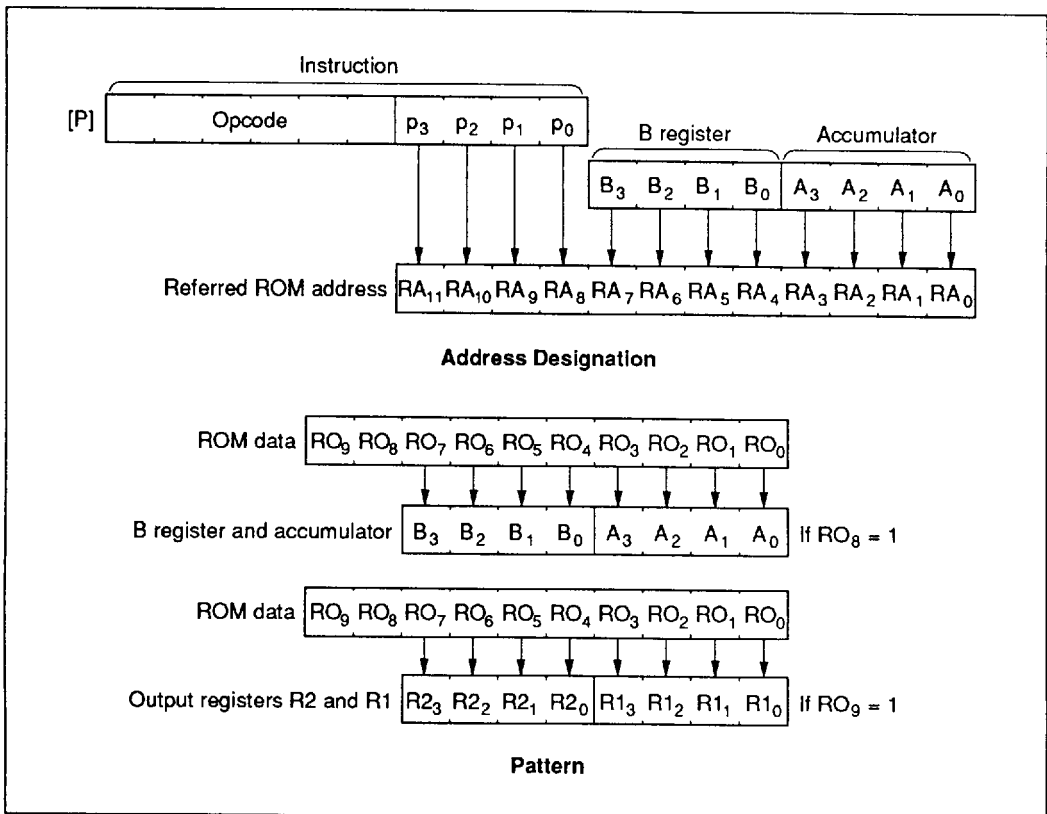 Instruction
[P] Opcode p3 p2 p1 p0
B register Accumulator
B3 B2 B1 B0 A3 A2 A1 A0
Referred ROM address RA11 RA10 RA9 RA8 RA7 RA6 RA5 RA4 RA3 RA2 RA1 RA0
Address Designation
ROM data RO9 RO8 RO7 RO6 RO5 RO4 RO3 RO2 RO1 RO0
B register and accumulator B3 B2 B1 B0 A3 A2 A1 A0 If RO8 = 1
ROM data RO9 RO8 RO7 RO6 RO5 RO4 RO3 RO2 RO1 RO0
Output registers R2 and R1 R23 R22 R21 R20 R13 R12 R11 R10 If RO9 = 1
Pattern